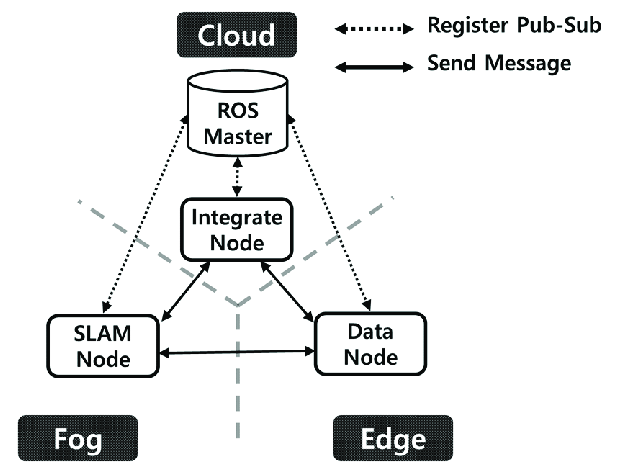 Cloud
Register Pub-Sub
Send Message
ROS
Master
Integrate
Node
SLAM
Node
Data
Node
Fog
Edge